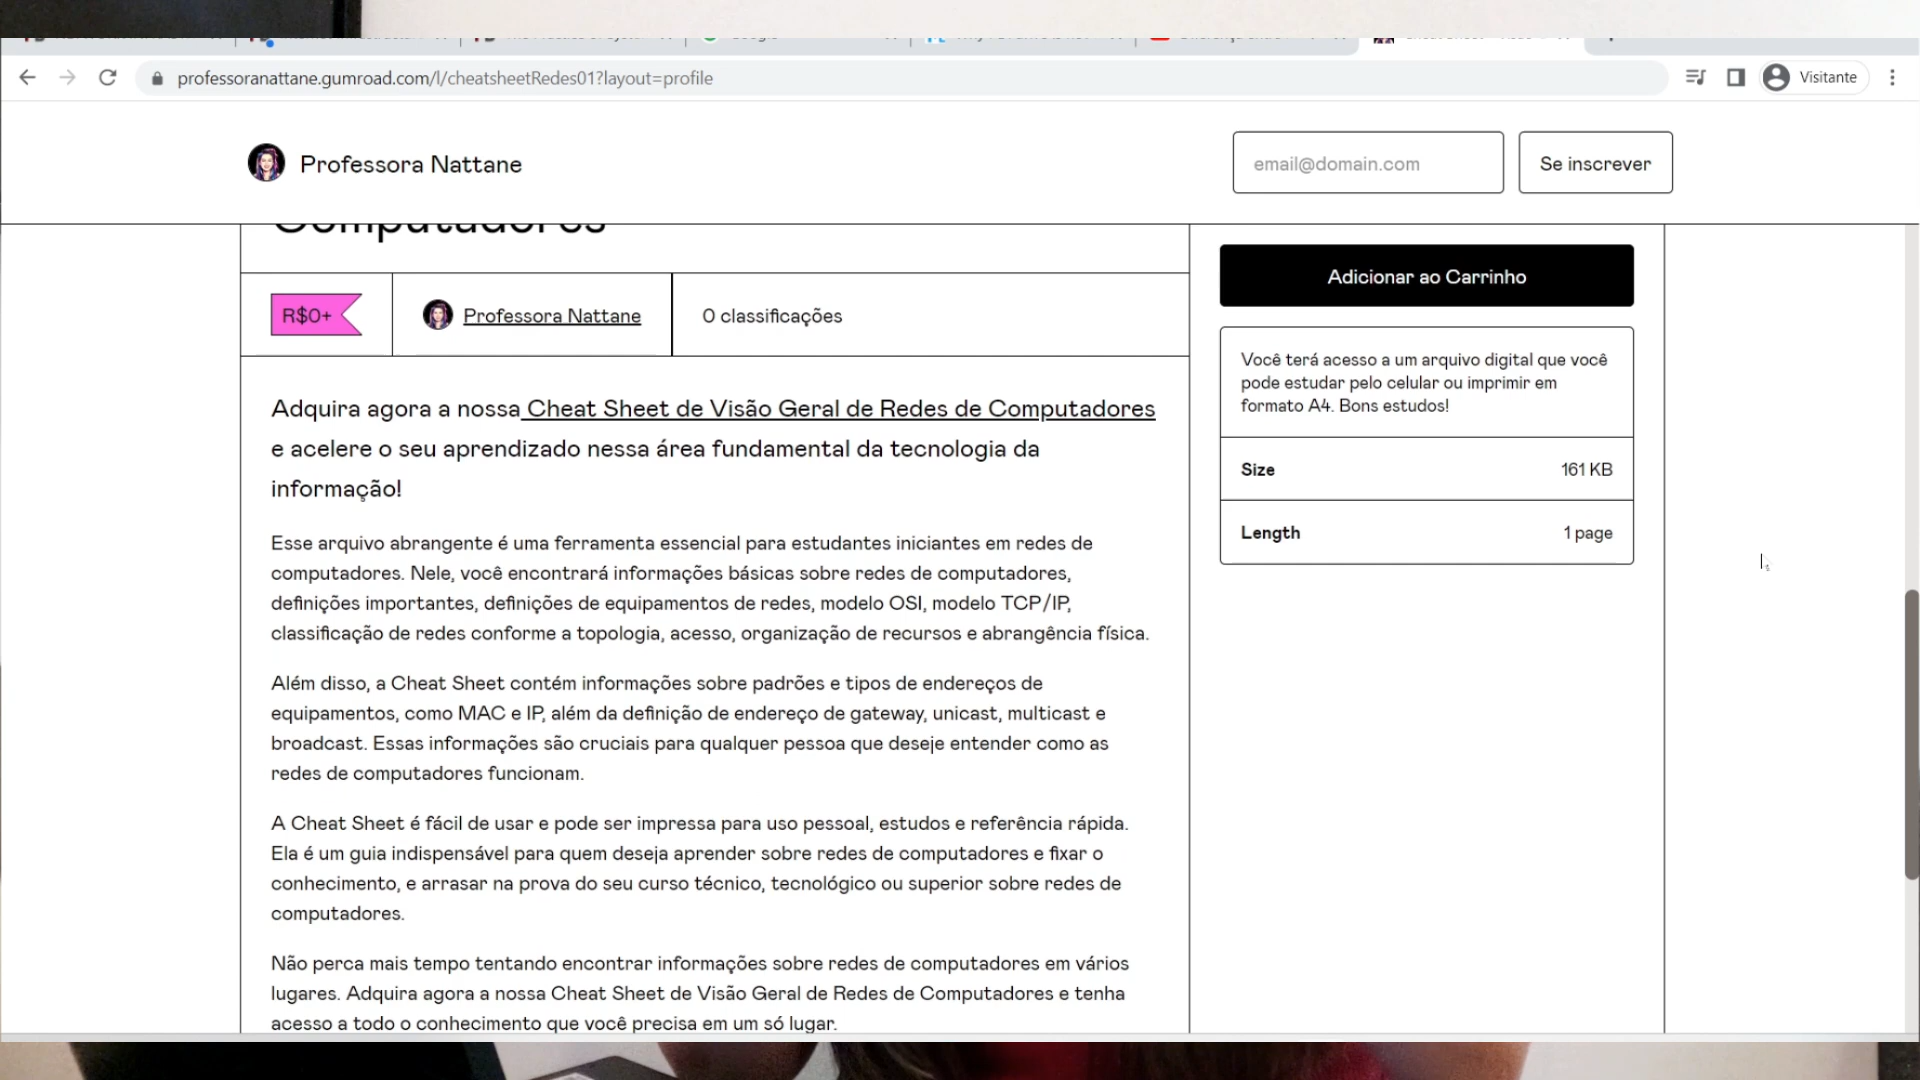 professoranattane.gumroad.com/l/cheatsheetRedes01?layout=profile
Visitante
Professora Nattane
email@domain.com
Se inscrever
Computadores
R$0+
Professora Nattane
0 classificações
Adquira agora a nossa Cheat Sheet de Visão Geral de Redes de Computadores
e acelere o seu aprendizado nessa área fundamental da tecnologia da
informação!
Esse arquivo abrangente é uma ferramenta essencial para estudantes iniciantes em redes de
computadores. Nele, você encontrará informações básicas sobre redes de computadores,
definições importantes, definições de equipamentos de redes, modelo OSI, modelo TCP/IP,
classificação de redes conforme a topologia, acesso, organização de recursos e abrangência física.
Além disso, a Cheat Sheet contém informações sobre padrões e tipos de endereços de
equipamentos, como MAC e IP, além da definição de endereço de gateway, unicast, multicast e
broadcast. Essas informações são cruciais para qualquer pessoa que deseje entender como as
redes de computadores funcionam.
A Cheat Sheet é fácil de usar e pode ser impressa para uso pessoal, estudos e referência rápida.
Ela é um guia indispensável para quem deseja aprender sobre redes de computadores e fixar o
conhecimento, e arrasar na prova do seu curso técnico, tecnológico ou superior sobre redes de
computadores.
Não perca mais tempo tentando encontrar informações sobre redes de computadores em vários
lugares. Adquira agora a nossa Cheat Sheet de Visão Geral de Redes de Computadores e tenha
acesso a todo o conhecimento que você precisa em um só lugar.
Adicionar ao Carrinho
Você terá acesso a um arquivo digital que você
pode estudar pelo celular ou imprimir em
formato A4. Bons estudos!
Size 161 KB
Length 1 page